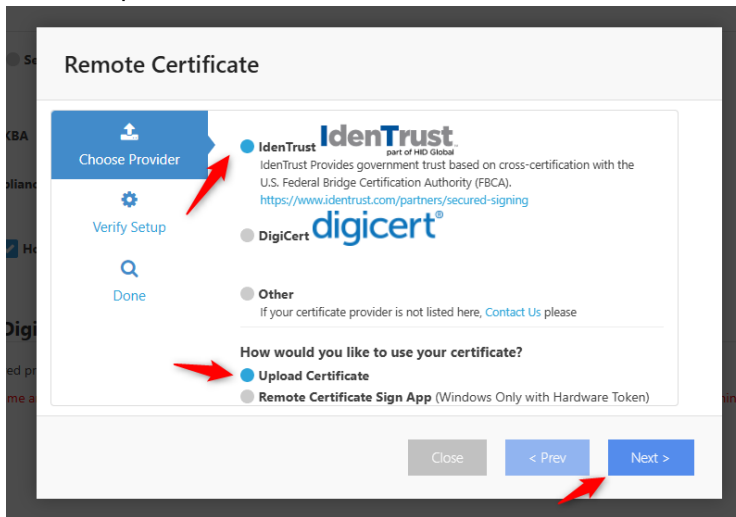 Remote Certificate
Choose Provider
Verify Setup
Done
IdenTrust IdenTrust
part of HID Global
IdenTrust Provides government trust based on cross-certification with the
U.S. Federal Bridge Certification Authority (FBCA).
https://www.identrust.com/partners/secured-signing
DigiCert digicert®
Other
If your certificate provider is not listed here, Contact Us please
How would you like to use your certificate?
Upload Certificate
Remote Certificate Sign App (Windows Only with Hardware Token)
Close < Prev Next >
KBA
Digi